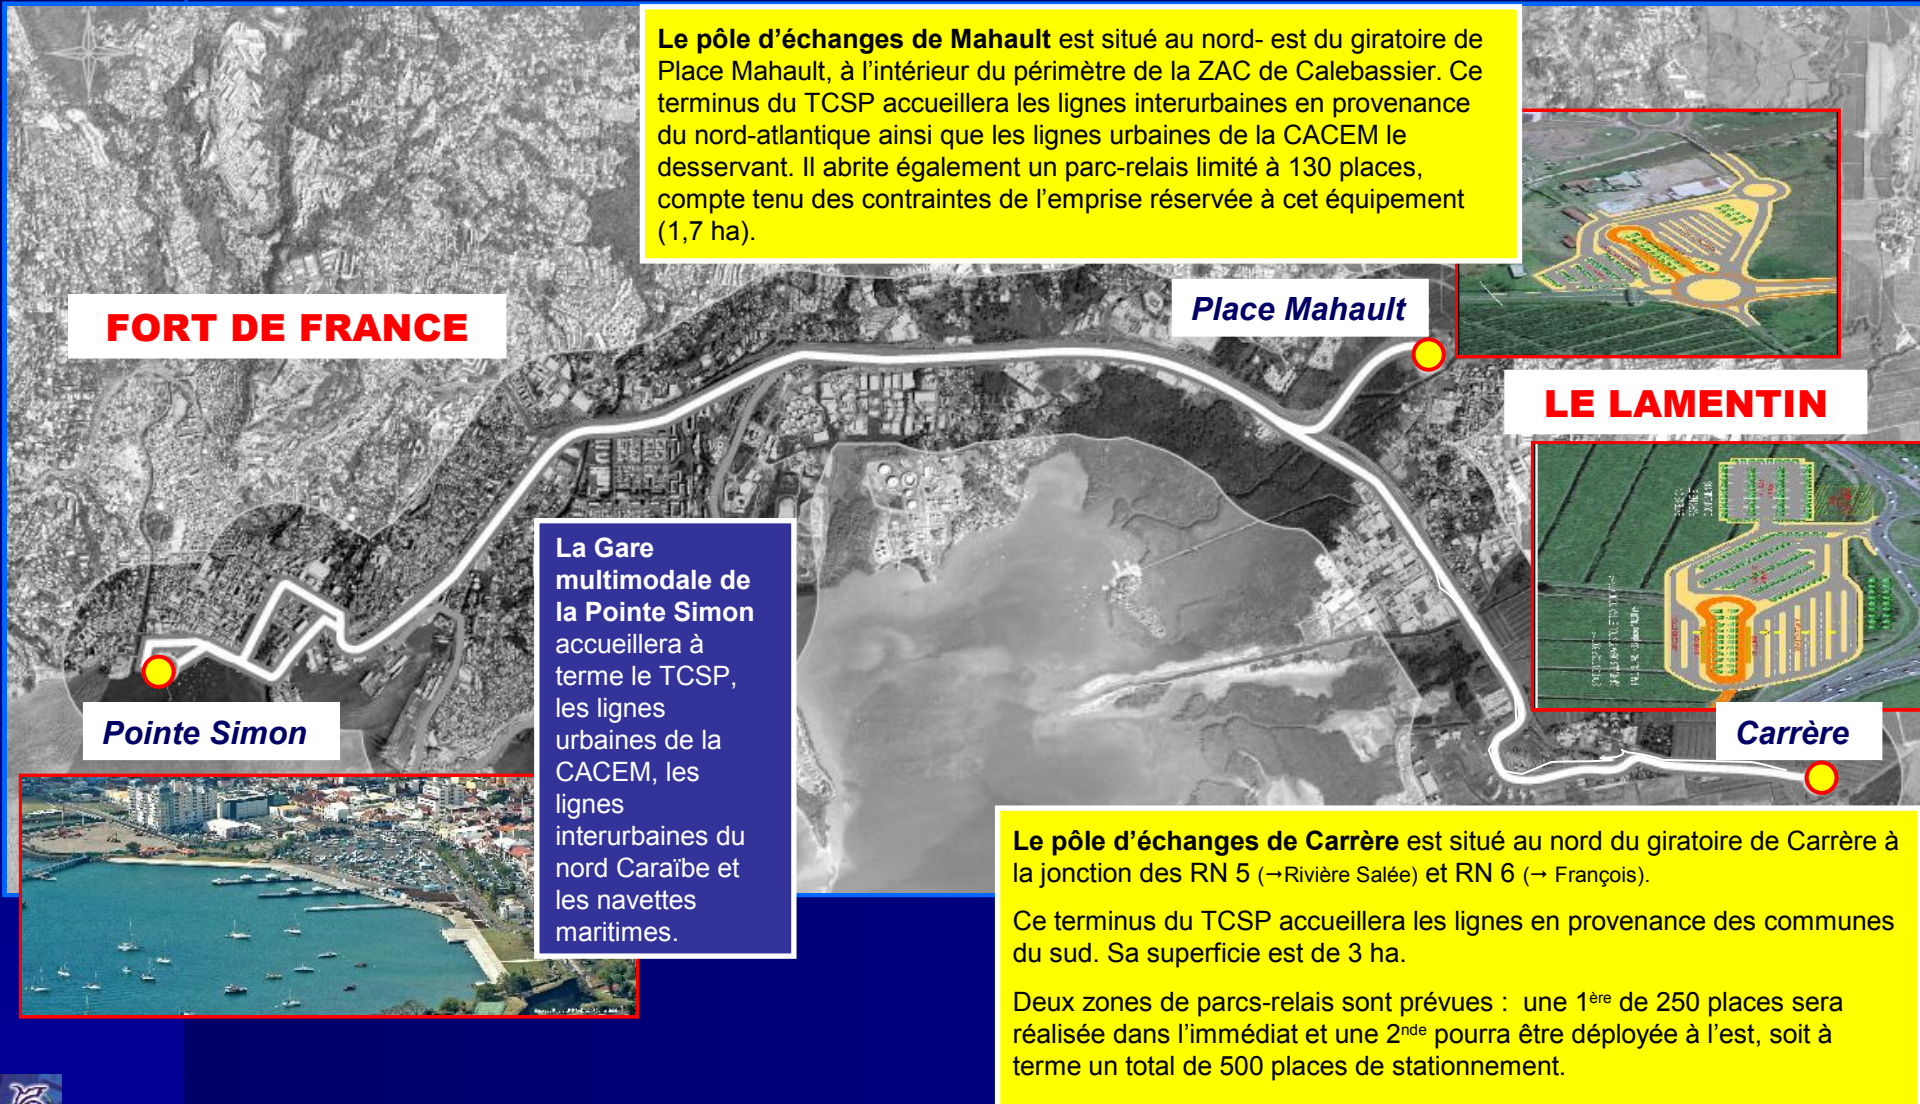 Le pôle d’échanges de Mahault est situé au nord- est du giratoire de
Place Mahault, à l’intérieur du périmètre de la ZAC de Calebassier. Ce
terminus du TCSP accueillera les lignes interurbaines en provenance
du nord-atlantique ainsi que les lignes urbaines de la CACEM le
desservant. Il abrite également un parc-relais limité à 130 places,
compte tenu des contraintes de l’emprise réservée à cet équipement
(1,7 ha).
FORT DE FRANCE
Place Mahault
LE LAMENTIN
La Gare
multimodale de
la Pointe Simon
accueillera à
terme le TCSP,
les lignes
urbaines de la
CACEM, les
lignes
interurbaines du
nord Caraïbe et
les navettes
maritimes.
Pointe Simon
Carrère
Le pôle d’échanges de Carrère est situé au nord du giratoire de Carrère à
la jonction des RN 5 (→Rivière Salée) et RN 6 (→ François).
Ce terminus du TCSP accueillera les lignes en provenance des communes
du sud. Sa superficie est de 3 ha.
Deux zones de parcs-relais sont prévues : une 1ère de 250 places sera
réalisée dans l’immédiat et une 2nde pourra être déployée à l’est, soit à
terme un total de 500 places de stationnement.